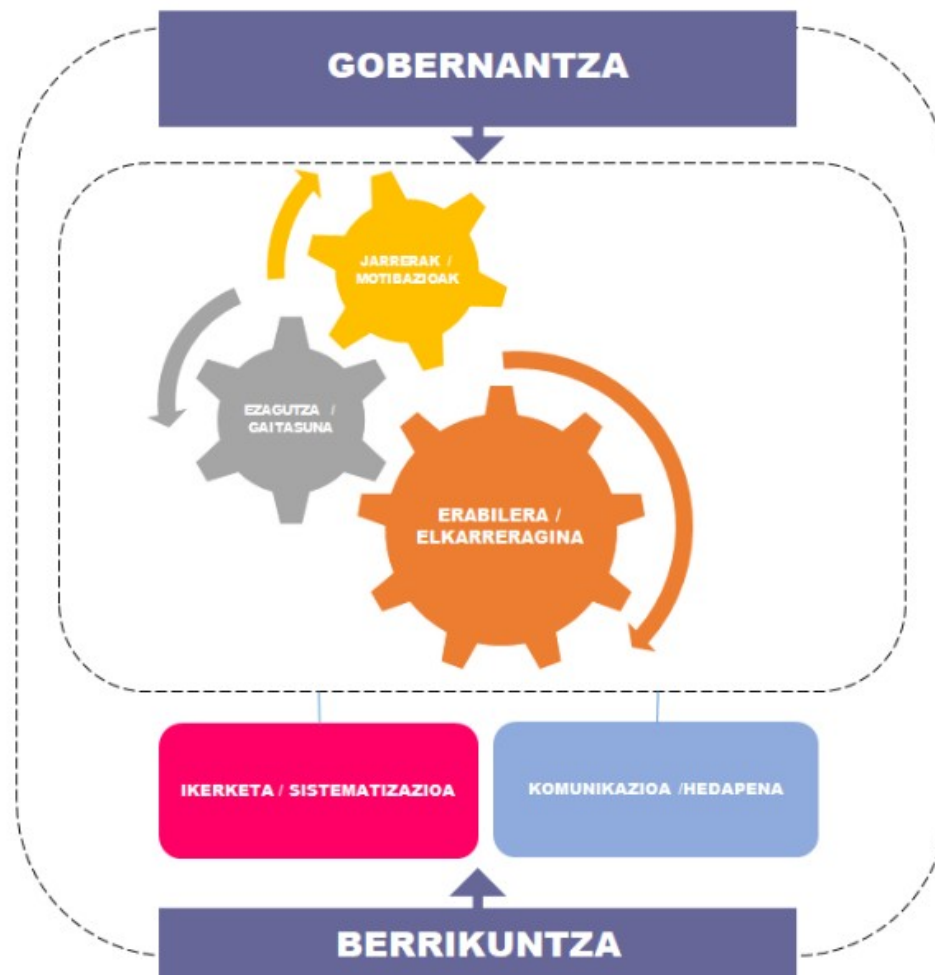 GOBERNANTZA
JARRERAK /
MOTIBAZIOAK
EZAGUTZA /
GAITASUNA
ERABILERA /
ELKARRERAGINA
IKERKETA / SISTEMATIZAZIOA
KOMUNIKAZIOA /HEDAPENA
BERRIKUNTZA